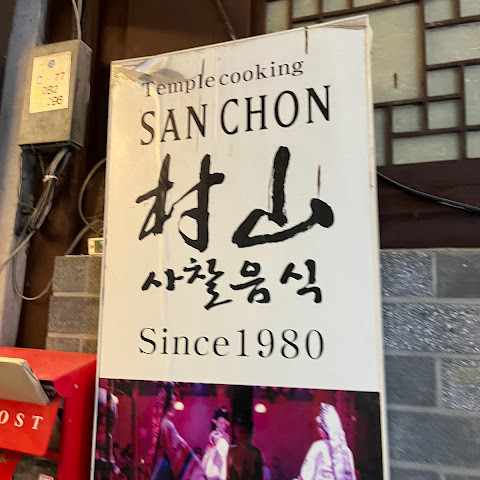 Temple cooking
SAN CHON
村山
사찰음식
Since1980
OST